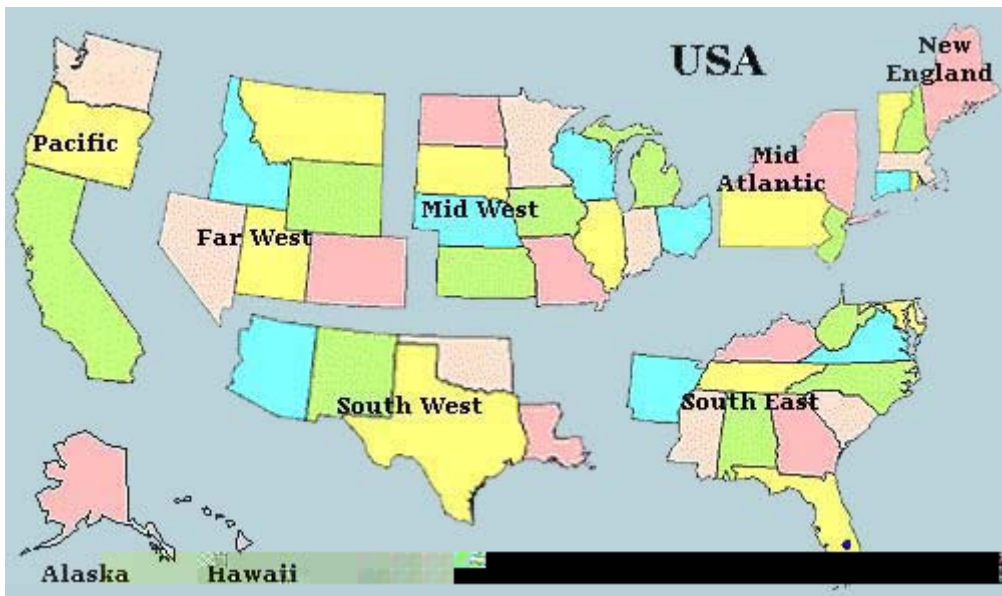 USA
New
England
Pacific
Mid
Atlantic
Mid West
Far West
South West
South East
Alaska
Hawaii